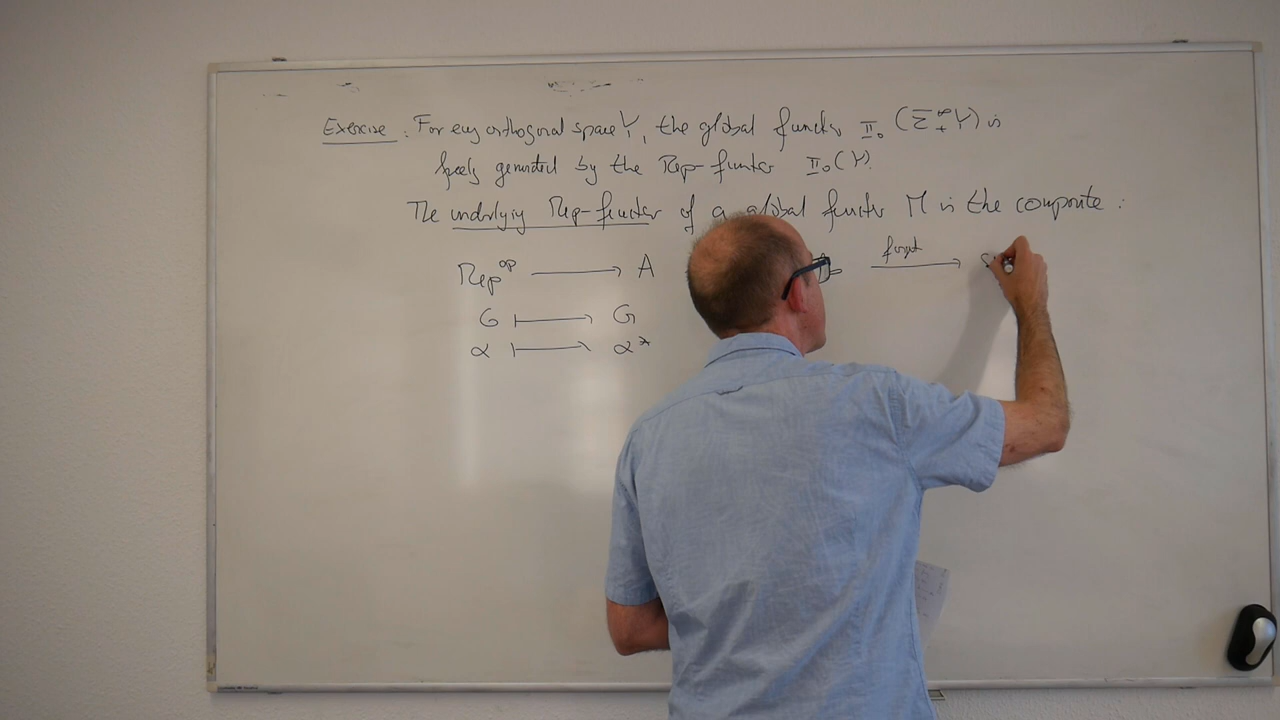 Exercise : For any orthogonal space Y, the global functor π₀ (Σ₊^∞ Y) is
freely generated by the Rep-functor π₀(Y).
The underlying Rep-functor of a global functor M is the composite :
Rep^op ⟶ A forget ⟶
G ⟼ G
α ⟼ α*